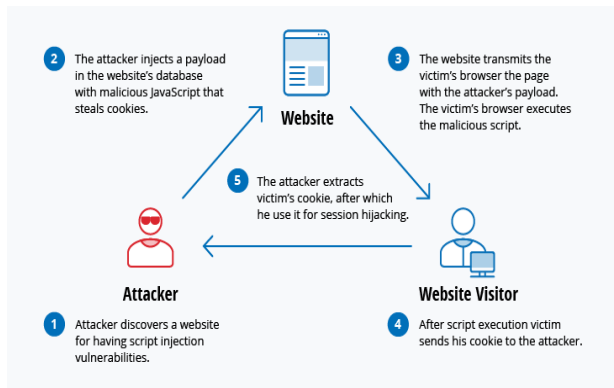 2
The attacker injects a payload
in the website's database
with malicious JavaScript that
steals cookies.
Website
3
The website transmits the
victim's browser the page
with the attacker's payload.
The victim's browser executes
the malicious script.
5
The attacker extracts
victim's cookie, after which
he use it for session hijacking.
Attacker
1
Attacker discovers a website
for having script injection
vulnerabilities.
Website Visitor
4
After script execution victim
sends his cookie to the attacker.